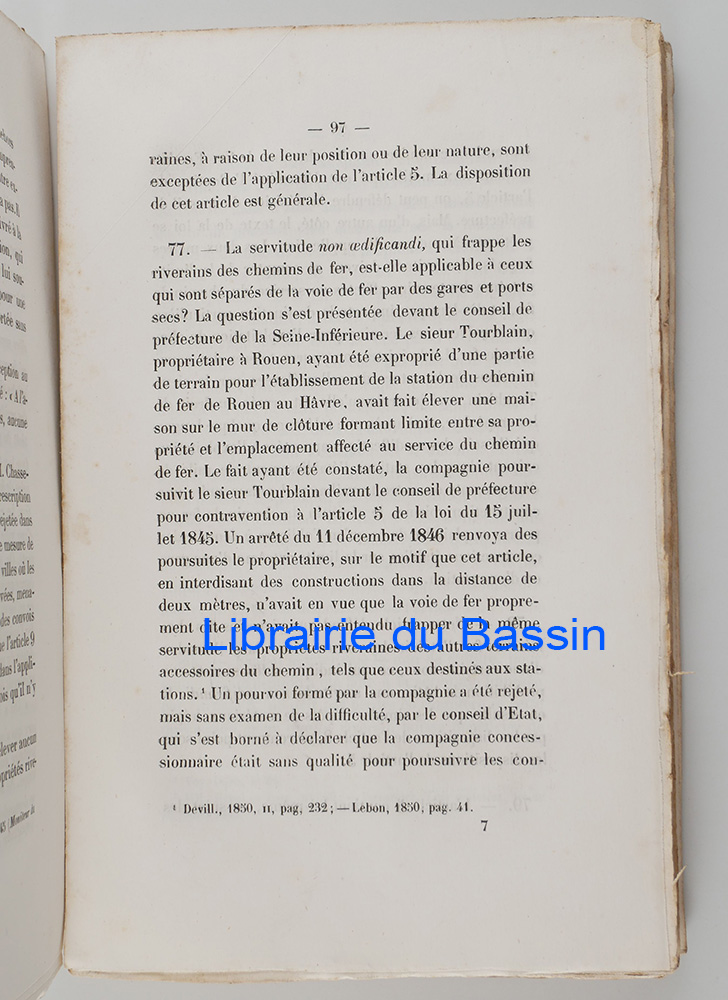 — 97 —
raines, à raison de leur position ou de leur nature, sont
exceptées de l'application de l'article 5. La disposition
de cet article est générale.
77. — La servitude non œdificandi, qui frappe les
riverains des chemins de fer, est-elle applicable à ceux
qui sont séparés de la voie de fer par des gares et ports
secs? La question s'est présentée devant le conseil de
préfecture de la Seine-Inférieure. Le sieur Tourblain,
propriétaire à Rouen, ayant été exproprié d'une partie
de terrain pour l'établissement de la station du chemin
de fer de Rouen au Hâvre, avait fait élever une mai-
son sur le mur de clôture formant limite entre sa pro-
priété et l'emplacement affecté au service du chemin
de fer. Le fait ayant été constaté, la compagnie pour-
suivit le sieur Tourblain devant le conseil de préfecture
pour contravention à l'article 5 de la loi du 15 juil-
let 1845. Un arrêté du 11 décembre 1846 renvoya des
poursuites le propriétaire, sur le motif que cet article,
en interdisant des constructions dans la distance de
deux mètres, n'avait en vue que la voie de fer propre-
ment dite et n'avait pas entendu frapper de la même
Librairie du Bassin
servitude les propriétés riveraines des autres terrains
accessoires du chemin, tels que ceux destinés aux sta-
tions. ¹ Un pourvoi formé par la compagnie a été rejeté,
mais sans examen de la difficulté, par le conseil d'Etat,
qui s'est borné à déclarer que la compagnie conces-
sionnaire était sans qualité pour poursuivre les con-
¹ Devill., 1850, II, pag, 232; — Lebon, 1850, pag. 41.
7